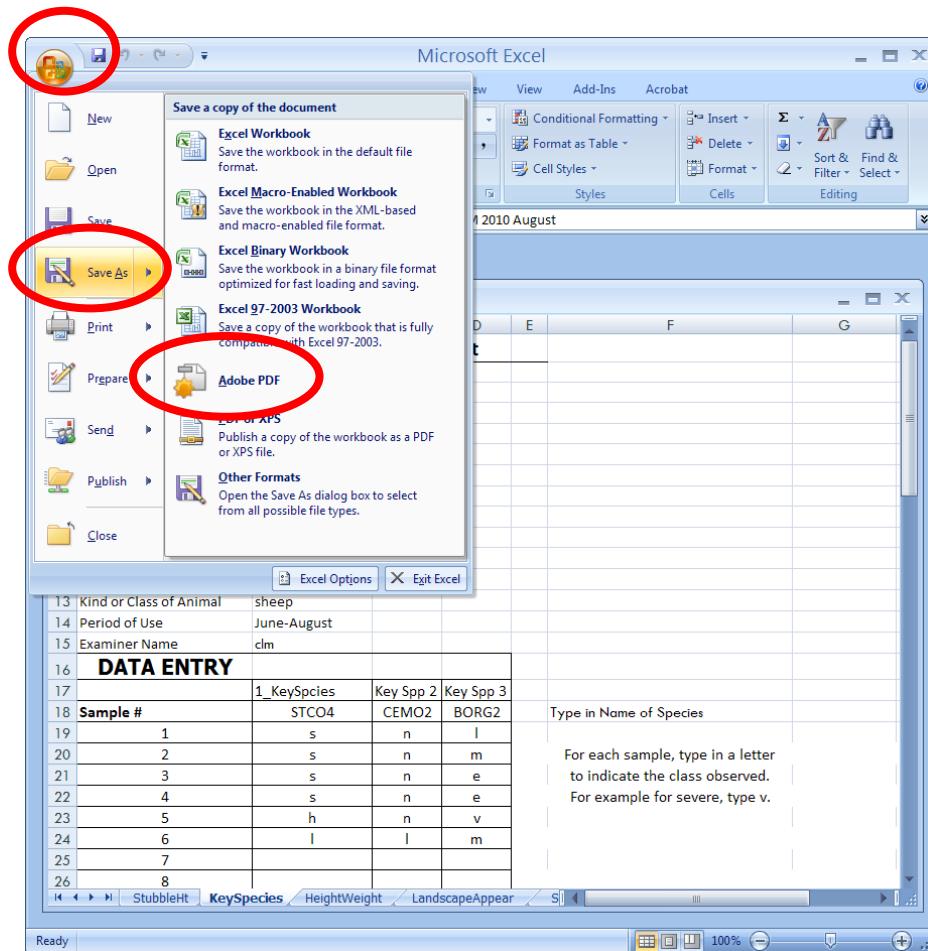 Microsoft Excel
View Add-Ins Acrobat
Conditional Formatting
Format as Table
Cell Styles
Styles
Insert
Delete
Format
Cells
Σ
Sort & Filter
Find & Select
Editing
2010 August
New
Open
Save
Save As
Print
Prepare
Send
Publish
Close
Save a copy of the document
Excel Workbook
Save the workbook in the default file
format.
Excel Macro-Enabled Workbook
Save the workbook in the XML-based
and macro-enabled file format.
Excel Binary Workbook
Save the workbook in a binary file format
optimized for fast loading and saving.
Excel 97-2003 Workbook
Save a copy of the workbook that is fully
compatible with Excel 97-2003.
Adobe PDF
PDF or XPS
Publish a copy of the workbook as a PDF
or XPS file.
Other Formats
Open the Save As dialog box to select
from all possible file types.
Excel Options
Exit Excel
D E F G
13 Kind or Class of Animal sheep
14 Period of Use June-August
15 Examiner Name clm
16 DATA ENTRY
17 1_KeySpcies Key Spp 2 Key Spp 3
18 Sample # STCO4 CEMO2 BORG2 Type in Name of Species
19 1 s n l
20 2 s n m For each sample, type in a letter
21 3 s n e to indicate the class observed.
22 4 s n e For example for severe, type v.
23 5 h n v
24 6 l l m
25 7
26 8
StubbleHt KeySpecies HeightWeight LandscapeAppear
Ready 100%